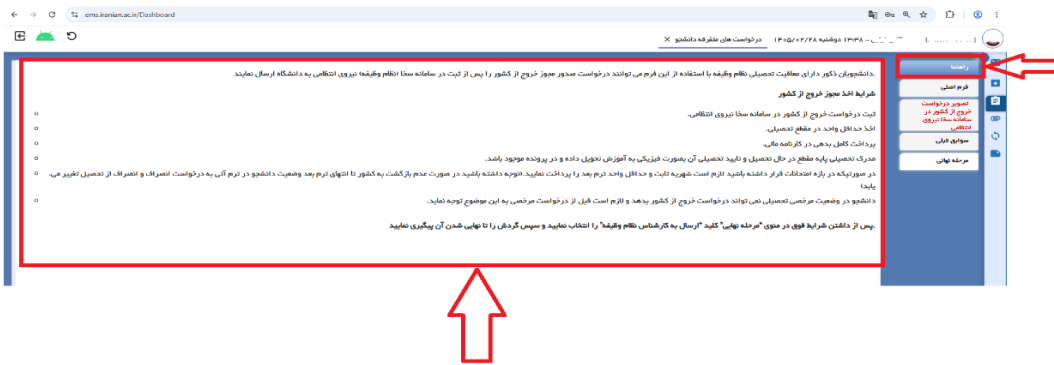 ems.iranian.ac.ir/Dashboard
۱۳:۳۸ دوشنبه ۱۴۰۵/۰۲/۲۸
درخواست های متفرقه دانشجو ×
راهنما
فرم اصلی
تصویر درخواست
خروج از کشور در
سامانه سخا نیروی
انتظامی
سوابق قبلی
مرحله نهائی
.دانشجویان ذکور دارای معافیت تحصیلی نظام وظیفه با استفاده از این فرم می توانند درخواست صدور مجوز خروج از کشور را پس از ثبت در سامانه سخا (نظام وظیفه) نیروی انتظامی به دانشگاه ارسال نمایند
شرایط اخذ مجوز خروج از کشور
ثبت درخواست خروج از کشور در سامانه سخا نیروی انتظامی.
اخذ حداقل واحد در مقطع تحصیلی.
پرداخت کامل بدهی در کارنامه مالی.
مدرک تحصیلی پایه مقطع در حال تحصیل و تایید تحصیلی آن بصورت فیزیکی به آموزش تحویل داده و در پرونده موجود باشد.
در صورتیکه در بازه امتحانات قرار داشته باشید لازم است شهریه ثابت و حداقل واحد ترم بعد را پرداخت نمایید.(توجه داشته باشید در صورت عدم بازگشت به کشور تا انتهای ترم بعد وضعیت دانشجو در ترم آتی به درخواست انصراف و انصراف از تحصیل تغییر می.
یابد)
دانشجو در وضعیت مرخصی تحصیلی نمی تواند درخواست خروج از کشور بدهد و لازم است قبل از درخواست مرخصی به این موضوع توجه نماید.
.پس از داشتن شرایط فوق در منوی "مرحله نهایی" کلید "ارسال به کارشناس نظام وظیفه" را انتخاب نمایید و سپس گردش را تا نهایی شدن آن پیگیری نمایید